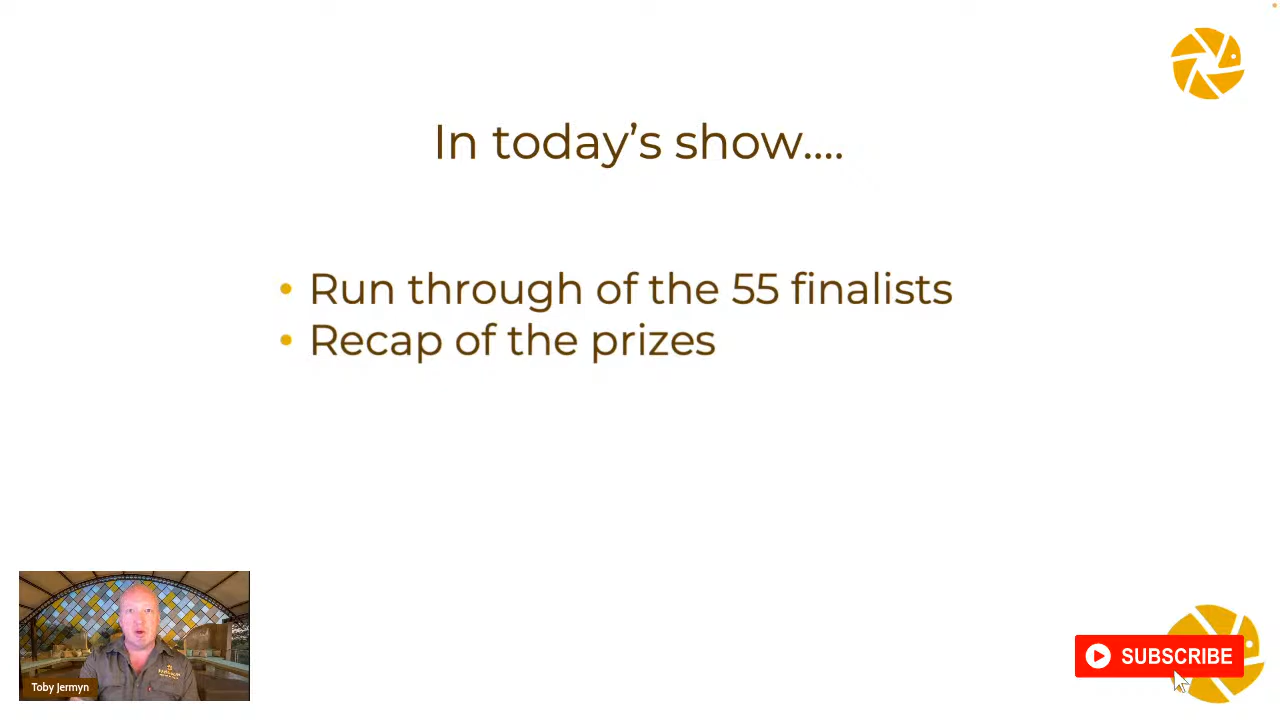 In today’s show....
• Run through of the 55 finalists
• Recap of the prizes
Toby Jermyn
SUBSCRIBE